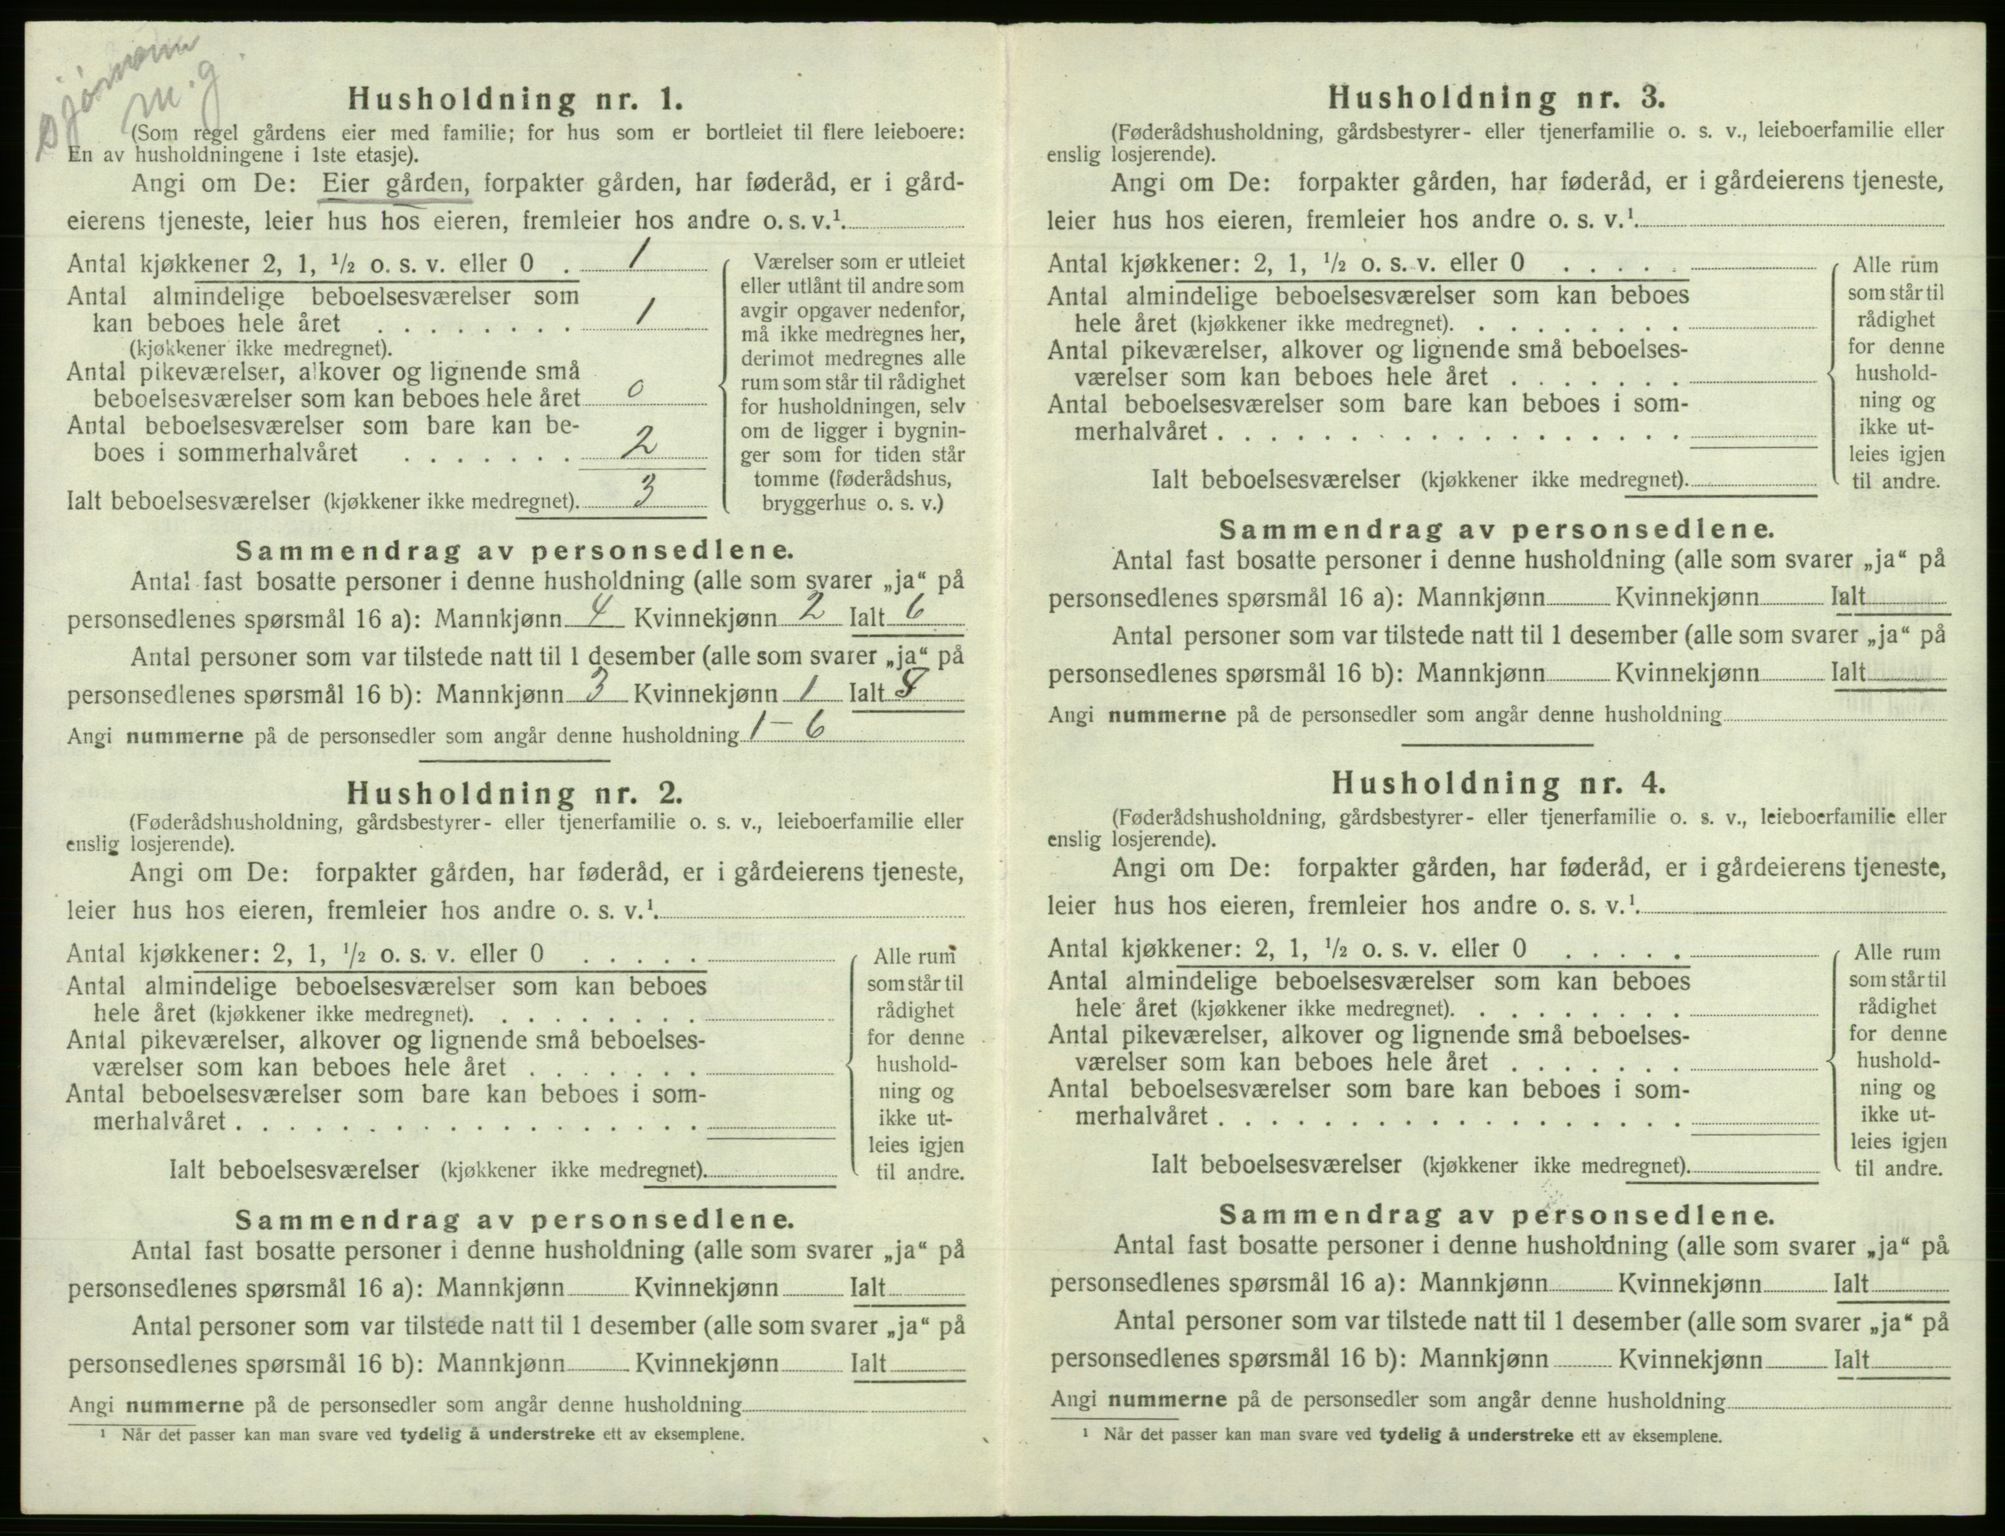 m.g.
Husholdning nr. 1.
(Som regel gårdens eier med familie; for hus som er bortleiet til flere leieboere:
En av husholdningene i 1ste etasje).
Angi om De: Eier gården, forpakter gården, har føderåd, er i gård-
eierens tjeneste, leier hus hos eieren, fremleier hos andre o. s. v.¹
Antal kjøkkener 2, 1, ½ o. s. v. eller 0 . 1
Antal almindelige beboelsesværelser som
kan beboes hele året . . . . . . . . 1
(kjøkkener ikke medregnet).
Antal pikeværelser, alkover og lignende små
beboelsesværelser som kan beboes hele året 0
Antal beboelsesværelser som bare kan be-
boes i sommerhalvåret . . . . . . . 2
Ialt beboelsesværelser (kjøkkener ikke medregnet). 3
Værelser som er utleiet
eller utlånt til andre som
avgir opgaver nedenfor,
må ikke medregnes her,
derimot medregnes alle
rum som står til rådighet
for husholdningen, selv
om de ligger i bygnin-
ger som for tiden står
tomme (føderådshus,
bryggerhus o. s. v.)
Sammendrag av personsedlene.
Antal fast bosatte personer i denne husholdning (alle som svarer „ja“ på
personsedlenes spørsmål 16 a): Mannkjønn 4 Kvinnekjønn 2 Ialt 6
Antal personer som var tilstede natt til 1 desember (alle som svarer „ja“ på
personsedlenes spørsmål 16 b): Mannkjønn 3 Kvinnekjønn 1 Ialt
Angi nummerne på de personsedler som angår denne husholdning 1 – 6
Husholdning nr. 2.
(Føderådshusholdning, gårdsbestyrer- eller tjenerfamilie o. s. v., leieboerfamilie eller
enslig losjerende).
Angi om De: forpakter gården, har føderåd, er i gårdeierens tjeneste,
leier hus hos eieren, fremleier hos andre o. s. v.¹
Antal kjøkkener: 2, 1, ½ o. s. v. eller 0 . . . . .
Antal almindelige beboelsesværelser som kan beboes
hele året (kjøkkener ikke medregnet). . . . . . . . .
Antal pikeværelser, alkover og lignende små beboelses-
værelser som kan beboes hele året . . . . . . .
Antal beboelsesværelser som bare kan beboes i som-
merhalvåret . . . . . . . . . . . . . . . . . .
Ialt beboelsesværelser (kjøkkener ikke medregnet).
Alle rum
som står til
rådighet
for denne
hushold-
ning og
ikke ut-
leies igjen
til andre.
Sammendrag av personsedlene.
Antal fast bosatte personer i denne husholdning (alle som svarer „ja“ på
personsedlenes spørsmål 16 a): Mannkjønn Kvinnekjønn Ialt
Antal personer som var tilstede natt til 1 desember (alle som svarer „ja“ på
personsedlenes spørsmål 16 b): Mannkjønn Kvinnekjønn Ialt
Angi nummerne på de personsedler som angår denne husholdning
¹ Når det passer kan man svare ved tydelig å understreke ett av eksemplene.
Husholdning nr. 3.
(Føderådshusholdning, gårdsbestyrer- eller tjenerfamilie o. s. v., leieboerfamilie eller
enslig losjerende).
Angi om De: forpakter gården, har føderåd, er i gårdeierens tjeneste,
leier hus hos eieren, fremleier hos andre o. s. v.¹
Antal kjøkkener: 2, 1, ½ o. s. v. eller 0 . . . . .
Antal almindelige beboelsesværelser som kan beboes
hele året (kjøkkener ikke medregnet). . . . . . . . .
Antal pikeværelser, alkover og lignende små beboelses-
værelser som kan beboes hele året . . . . . . .
Antal beboelsesværelser som bare kan beboes i som-
merhalvåret . . . . . . . . . . . . . . . . . .
Ialt beboelsesværelser (kjøkkener ikke medregnet).
Alle rum
som står til
rådighet
for denne
hushold-
ning og
ikke ut-
leies igjen
til andre.
Sammendrag av personsedlene.
Antal fast bosatte personer i denne husholdning (alle som svarer „ja“ på
personsedlenes spørsmål 16 a): Mannkjønn Kvinnekjønn Ialt
Antal personer som var tilstede natt til 1 desember (alle som svarer „ja“ på
personsedlenes spørsmål 16 b): Mannkjønn Kvinnekjønn Ialt
Angi nummerne på de personsedler som angår denne husholdning
Husholdning nr. 4.
(Føderådshusholdning, gårdsbestyrer- eller tjenerfamilie o. s. v., leieboerfamilie eller
enslig losjerende).
Angi om De: forpakter gården, har føderåd, er i gårdeierens tjeneste,
leier hus hos eieren, fremleier hos andre o. s. v.¹
Antal kjøkkener: 2, 1, ½ o. s. v. eller 0 . . . . .
Antal almindelige beboelsesværelser som kan beboes
hele året (kjøkkener ikke medregnet). . . . . . . . .
Antal pikeværelser, alkover og lignende små beboelses-
værelser som kan beboes hele året . . . . . . .
Antal beboelsesværelser som bare kan beboes i som-
merhalvåret . . . . . . . . . . . . . . . . . .
Ialt beboelsesværelser (kjøkkener ikke medregnet).
Alle rum
som står til
rådighet
for denne
hushold-
ning og
ikke ut-
leies igjen
til andre.
Sammendrag av personsedlene.
Antal fast bosatte personer i denne husholdning (alle som svarer „ja“ på
personsedlenes spørsmål 16 a): Mannkjønn Kvinnekjønn Ialt
Antal personer som var tilstede natt til 1 desember (alle som svarer „ja“ på
personsedlenes spørsmål 16 b): Mannkjønn Kvinnekjønn Ialt
Angi nummerne på de personsedler som angår denne husholdning
¹ Når det passer kan man svare ved tydelig å understreke ett av eksemplene.